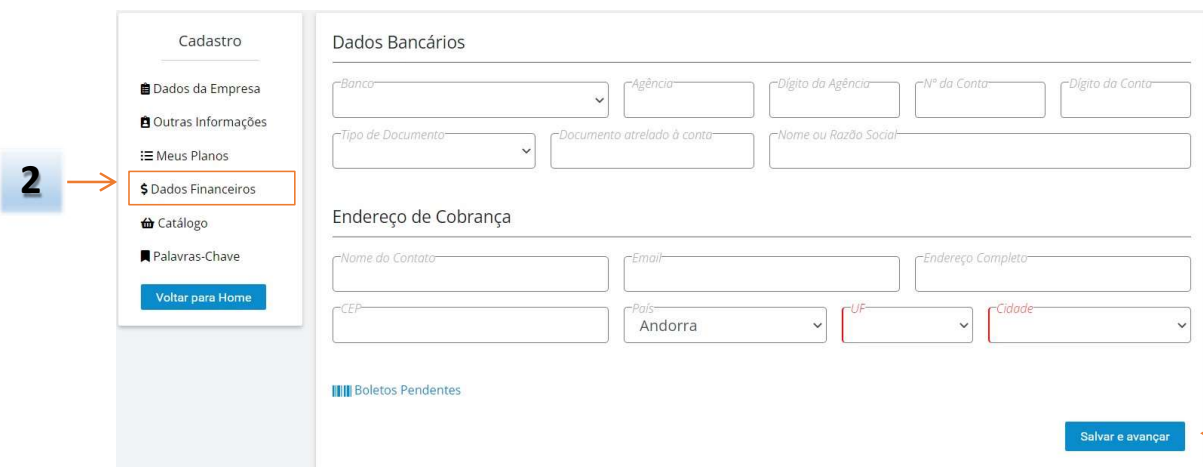 Cadastro
Dados da Empresa
Outras Informações
Meus Planos
2
$ Dados Financeiros
Catálogo
Palavras-Chave
Voltar para Home
Dados Bancários
Banco Agência Dígito da Agência Nº da Conta Dígito da Conta
Tipo de Documento Documento atrelado à conta Nome ou Razão Social
Endereço de Cobrança
Nome do Contato Email Endereço Completo
CEP País UF Cidade
Andorra
Boletos Pendentes
Salvar e avançar